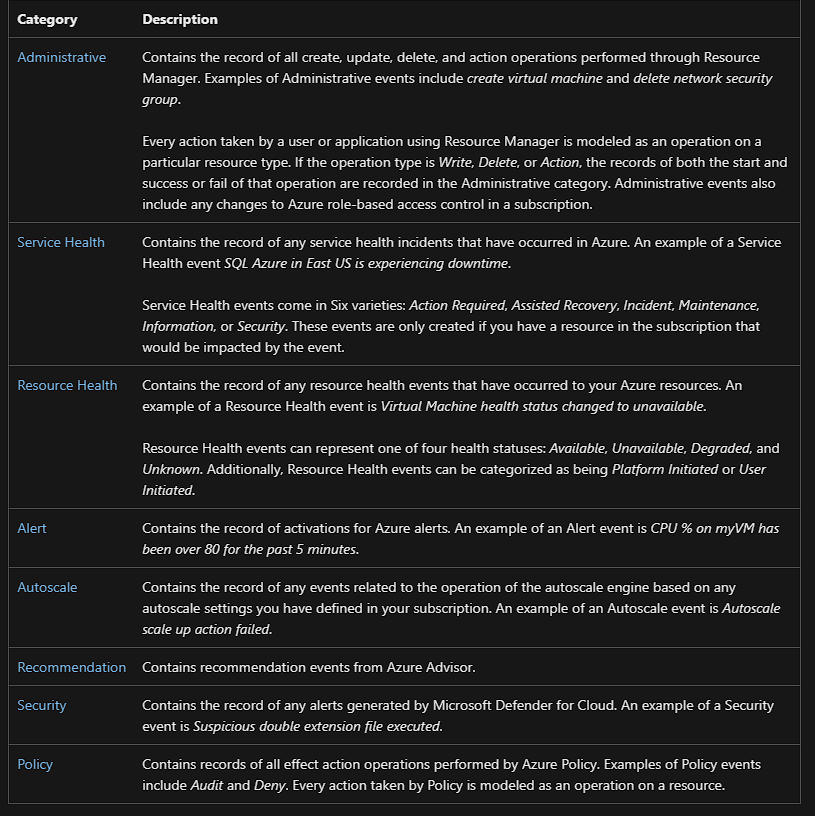 Category Description
Administrative Contains the record of all create, update, delete, and action operations performed through Resource
Manager. Examples of Administrative events include create virtual machine and delete network security
group.
Every action taken by a user or application using Resource Manager is modeled as an operation on a
particular resource type. If the operation type is Write, Delete, or Action, the records of both the start and
success or fail of that operation are recorded in the Administrative category. Administrative events also
include any changes to Azure role-based access control in a subscription.
Service Health Contains the record of any service health incidents that have occurred in Azure. An example of a Service
Health event SQL Azure in East US is experiencing downtime.
Service Health events come in Six varieties: Action Required, Assisted Recovery, Incident, Maintenance,
Information, or Security. These events are only created if you have a resource in the subscription that
would be impacted by the event.
Resource Health Contains the record of any resource health events that have occurred to your Azure resources. An
example of a Resource Health event is Virtual Machine health status changed to unavailable.
Resource Health events can represent one of four health statuses: Available, Unavailable, Degraded, and
Unknown. Additionally, Resource Health events can be categorized as being Platform Initiated or User
Initiated.
Alert Contains the record of activations for Azure alerts. An example of an Alert event is CPU % on myVM has
been over 80 for the past 5 minutes.
Autoscale Contains the record of any events related to the operation of the autoscale engine based on any
autoscale settings you have defined in your subscription. An example of an Autoscale event is Autoscale
scale up action failed.
Recommendation Contains recommendation events from Azure Advisor.
Security Contains the record of any alerts generated by Microsoft Defender for Cloud. An example of a Security
event is Suspicious double extension file executed.
Policy Contains records of all effect action operations performed by Azure Policy. Examples of Policy events
include Audit and Deny. Every action taken by Policy is modeled as an operation on a resource.